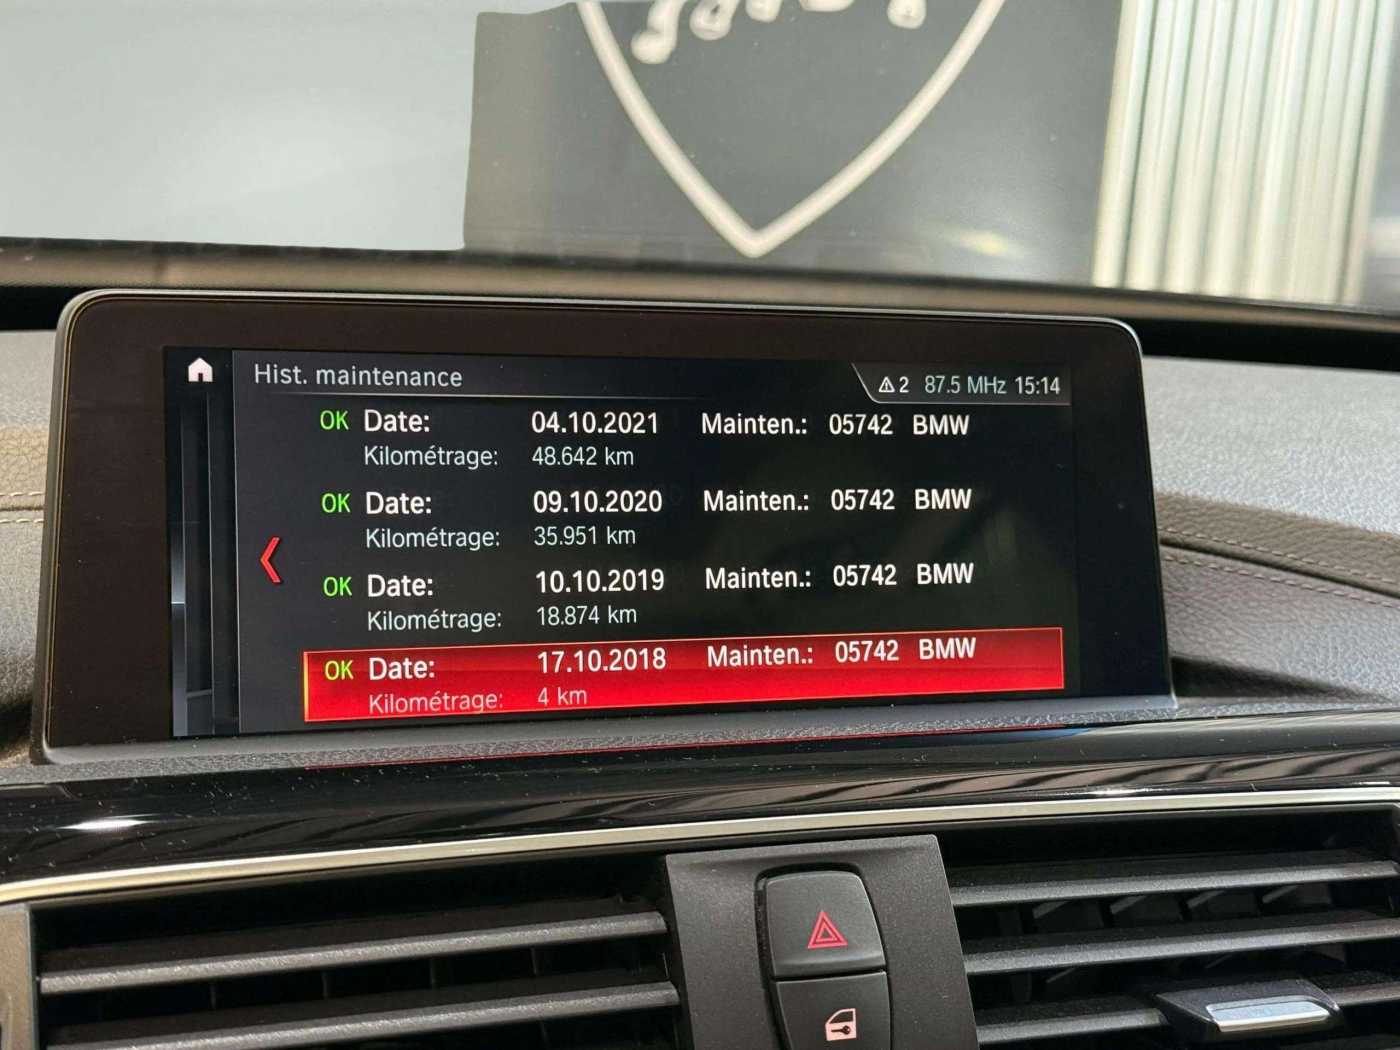 Hist. maintenance
2 87.5 MHz 15:14
OK Date: 04.10.2021 Mainten.: 05742 BMW
Kilométrage: 48.642 km
OK Date: 09.10.2020 Mainten.: 05742 BMW
Kilométrage: 35.951 km
OK Date: 10.10.2019 Mainten.: 05742 BMW
Kilométrage: 18.874 km
OK Date: 17.10.2018 Mainten.: 05742 BMW
Kilométrage: 4 km